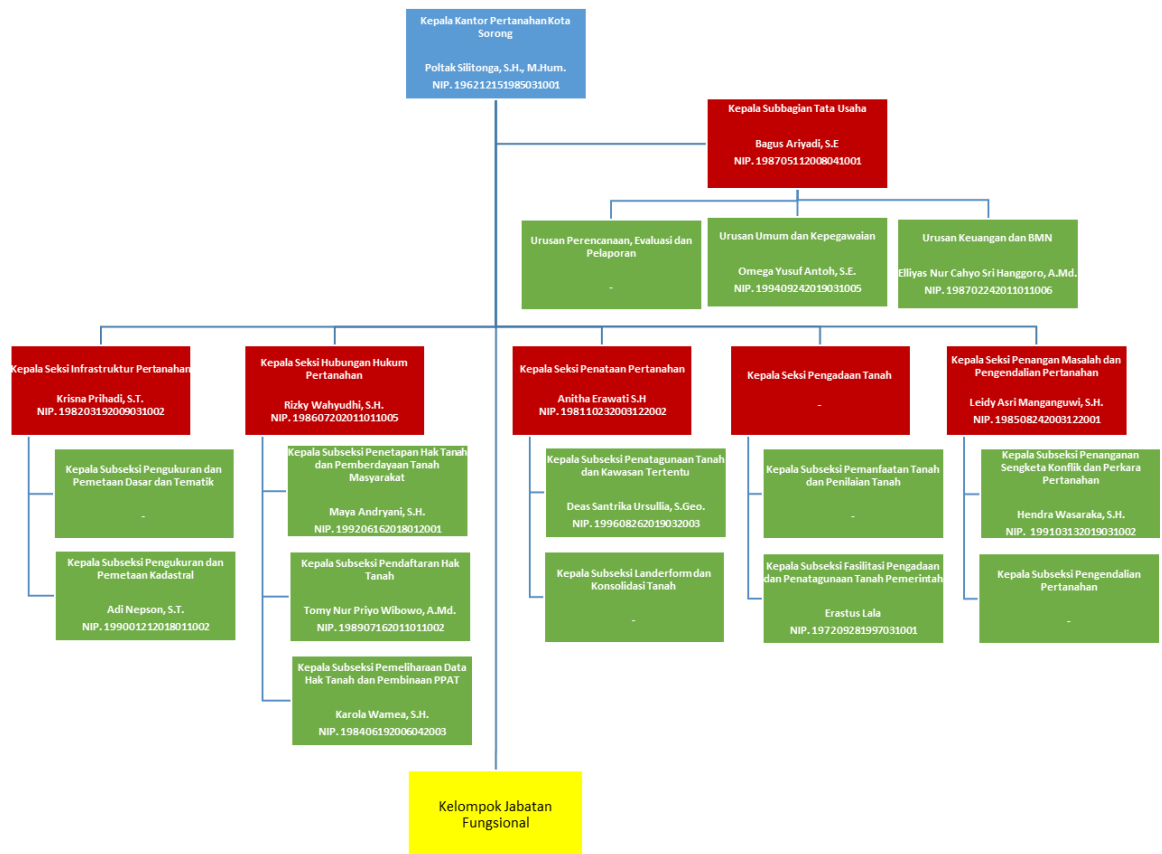 Kepala Kantor Pertanahan Kota
Sorong
Poltak Silitonga, S.H., M.Hum.
NIP. 196212151985031001
Kepala Subbagian Tata Usaha
Bagus Ariyadi, S.E
NIP. 198705112008041001
Urusan Perencanaan, Evaluasi dan
Pelaporan
-
Urusan Umum dan Kepegawaian
Omega Yusuf Antoh, S.E.
NIP. 199409242019031005
Urusan Keuangan dan BMN
Elliyas Nur Cahyo Sri Hanggoro, A.Md.
NIP. 198702242011011006
Kepala Seksi Infrastruktur Pertanahan
Krisna Prihadi, S.T.
NIP. 198203192009031002
Kepala Seksi Hubungan Hukum
Pertanahan
Rizky Wahyudhi, S.H.
NIP. 198607202011011005
Kepala Seksi Penataan Pertanahan
Anitha Erawati S.H
NIP. 198110232003122002
Kepala Seksi Pengadaan Tanah
-
Kepala Seksi Penangan Masalah dan
Pengendalian Pertanahan
Leidy Asri Manganguwi, S.H.
NIP. 198508242003122001
Kepala Subseksi Pengukuran dan
Pemetaan Dasar dan Tematik
-
Kepala Subseksi Pengukuran dan
Pemetaan Kadastral
Adi Nepson, S.T.
NIP. 199001212018011002
Kepala Subseksi Penetapan Hak Tanah
dan Pemberdayaan Tanah
Masyarakat
Maya Andryani, S.H.
NIP. 199206162018012001
Kepala Subseksi Pendaftaran Hak
Tanah
Tomy Nur Priyo Wibowo, A.Md.
NIP. 198907162011011002
Kepala Subseksi Pemeliharaan Data
Hak Tanah dan Pembinaan PPAT
Karola Wamea, S.H.
NIP. 198406192006042003
Kepala Subseksi Penatagunaan Tanah
dan Kawasan Tertentu
Deas Santrika Ursullia, S.Geo.
NIP. 199608262019032003
Kepala Subseksi Landerform dan
Konsolidasi Tanah
-
Kepala Subseksi Pemanfaatan Tanah
dan Penilaian Tanah
-
Kepala Subseksi Fasilitasi Pengadaan
dan Penatagunaan Tanah Pemerintah
Erastus Lala
NIP. 197209281997031001
Kepala Subseksi Penanganan
Sengketa Konflik dan Perkara
Pertanahan
Hendra Wasaraka, S.H.
NIP. 199103132019031002
Kepala Subseksi Pengendalian
Pertanahan
-
Kelompok Jabatan
Fungsional